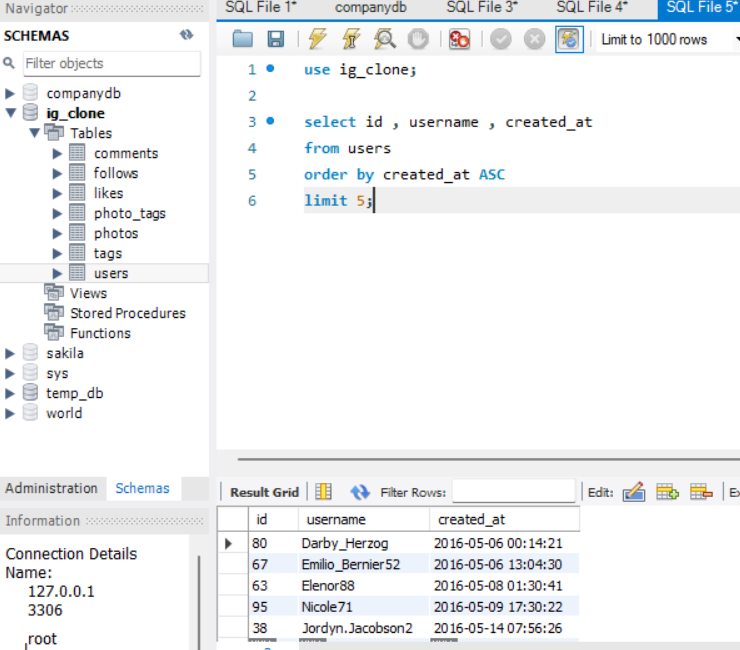 Navigator
SQL File 1* companydb SQL File 3* SQL File 4* SQL File 5*
SCHEMAS
Filter objects
Limit to 1000 rows
companydb
ig_clone
Tables
comments
follows
likes
photo_tags
photos
tags
users
Views
Stored Procedures
Functions
sakila
sys
temp_db
world
1 use ig_clone;
2
3 select id , username , created_at
4 from users
5 order by created_at ASC
6 limit 5;
Administration Schemas
Information
Connection Details
Name:
127.0.0.1
3306
root
Result Grid Filter Rows: Edit:
id username created_at
80 Darby_Herzog 2016-05-06 00:14:21
67 Emilio_Bernier52 2016-05-06 13:04:30
63 Elenor88 2016-05-08 01:30:41
95 Nicole71 2016-05-09 17:30:22
38 Jordyn.Jacobson2 2016-05-14 07:56:26